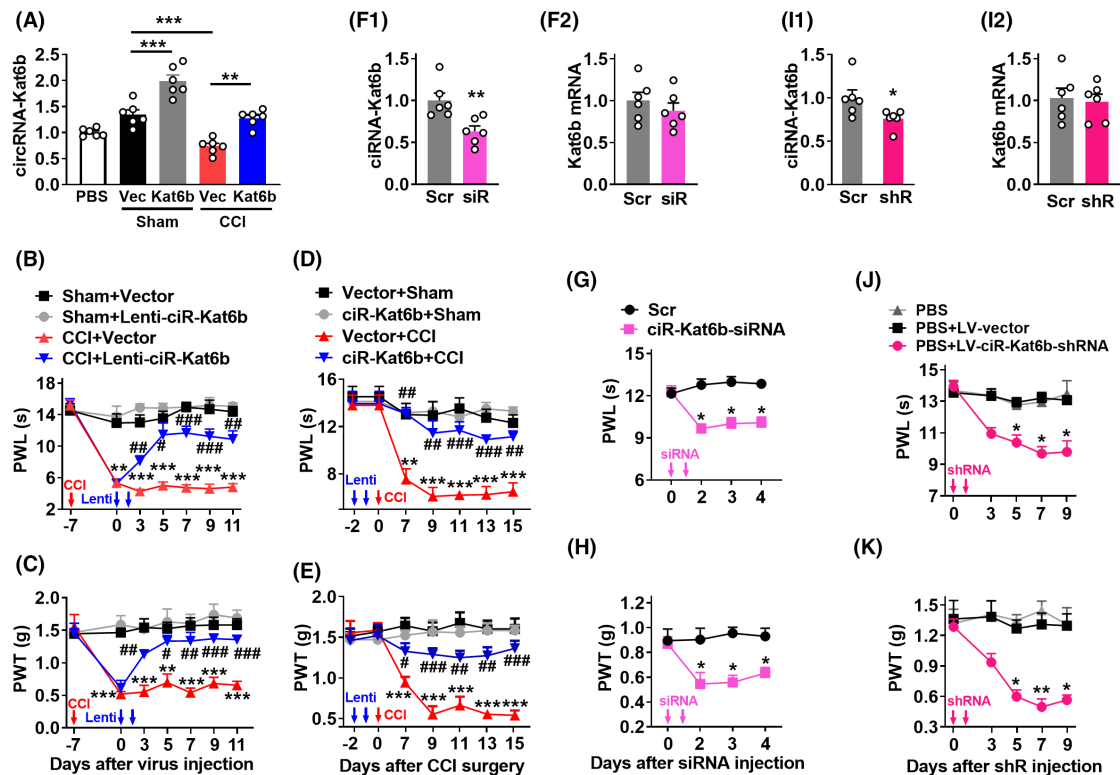 (A)
circRNA-Kat6b
2.5
2.0
1.5
1.0
0.5
0.0
***
***
**
PBS
Vec Kat6b
Vec Kat6b
Sham
CCI
(F1)
ciRNA-Kat6b
1.5
1.0
0.5
0.0
**
Scr siR
(F2)
Kat6b mRNA
1.5
1.0
0.5
0.0
Scr siR
(I1)
ciRNA-Kat6b
1.5
1.0
0.5
0.0
*
Scr shR
(I2)
Kat6b mRNA
1.5
1.0
0.5
0.0
Scr shR
(B)
Sham+Vector
Sham+Lenti-ciR-Kat6b
CCI+Vector
CCI+Lenti-ciR-Kat6b
PWL (s)
18
14
10
6
2
## # ### ### ##
** *** *** *** *** ***
CCI
Lenti
-7 0 3 5 7 9 11
(D)
Vector+Sham
ciR-Kat6b+Sham
Vector+CCI
ciR-Kat6b+CCI
PWL (s)
16
12
8
4
## ## ### ### ##
** *** *** *** ***
Lenti
CCI
-2 0 7 9 11 13 15
(G)
Scr
ciR-Kat6b-siRNA
PWL (s)
15
12
9
6
* * *
siRNA
0 2 3 4
(J)
PBS
PBS+LV-vector
PBS+LV-ciR-Kat6b-shRNA
PWL (s)
15
13
11
9
* * *
shRNA
0 3 5 7 9
(C)
PWT (g)
2.0
1.5
1.0
0.5
0.0
## # ## ### ###
*** *** ** *** *** ***
CCI
Lenti
-7 0 3 5 7 9 11
Days after virus injection
(E)
PWT (g)
2.0
1.5
1.0
0.5
# ### ## ## ###
*** *** *** *** ***
Lenti
CCI
-2 0 7 9 11 13 15
Days after CCI surgery
(H)
PWT (g)
1.0
0.8
0.6
0.4
0.2
0.0
* * *
siRNA
0 2 3 4
Days after siRNA injection
(K)
PWT (g)
1.5
1.2
0.9
0.6
0.3
* ** *
shRNA
0 3 5 7 9
Days after shR injection